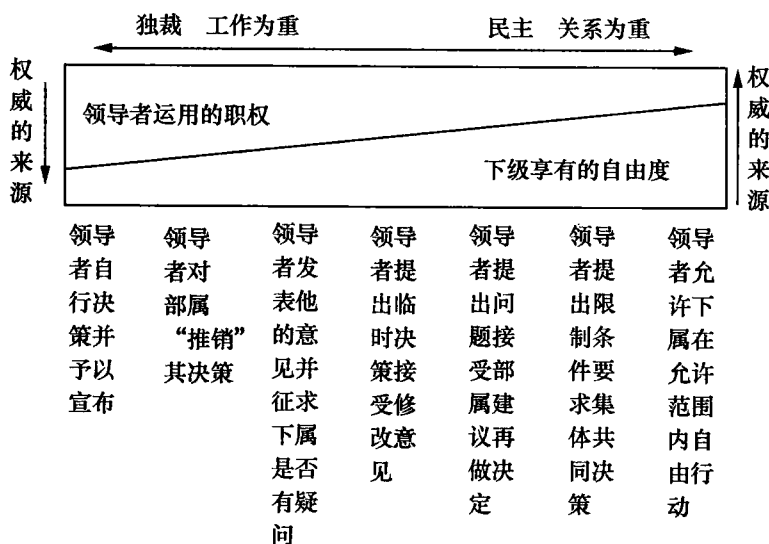 独裁 工作为重
民主 关系为重
权威的来源
领导者运用的职权
下级享有的自由度
权威的来源
领导
者自
行决
策并
予以
宣布
领导
者对
部属
“推销”
其决策
领导
者发
表他
的意
见并
征求
下属
是否
有疑
问
领导
者提
出临
时决
策接
受修
改意
见
领导
者提
出问
题接
受部
属建
议再
做决
定
领导
者提
出限
制条
件要
求集
体共
同决
策
领导
者允
许下
属在
允许
范围
内自
由行
动